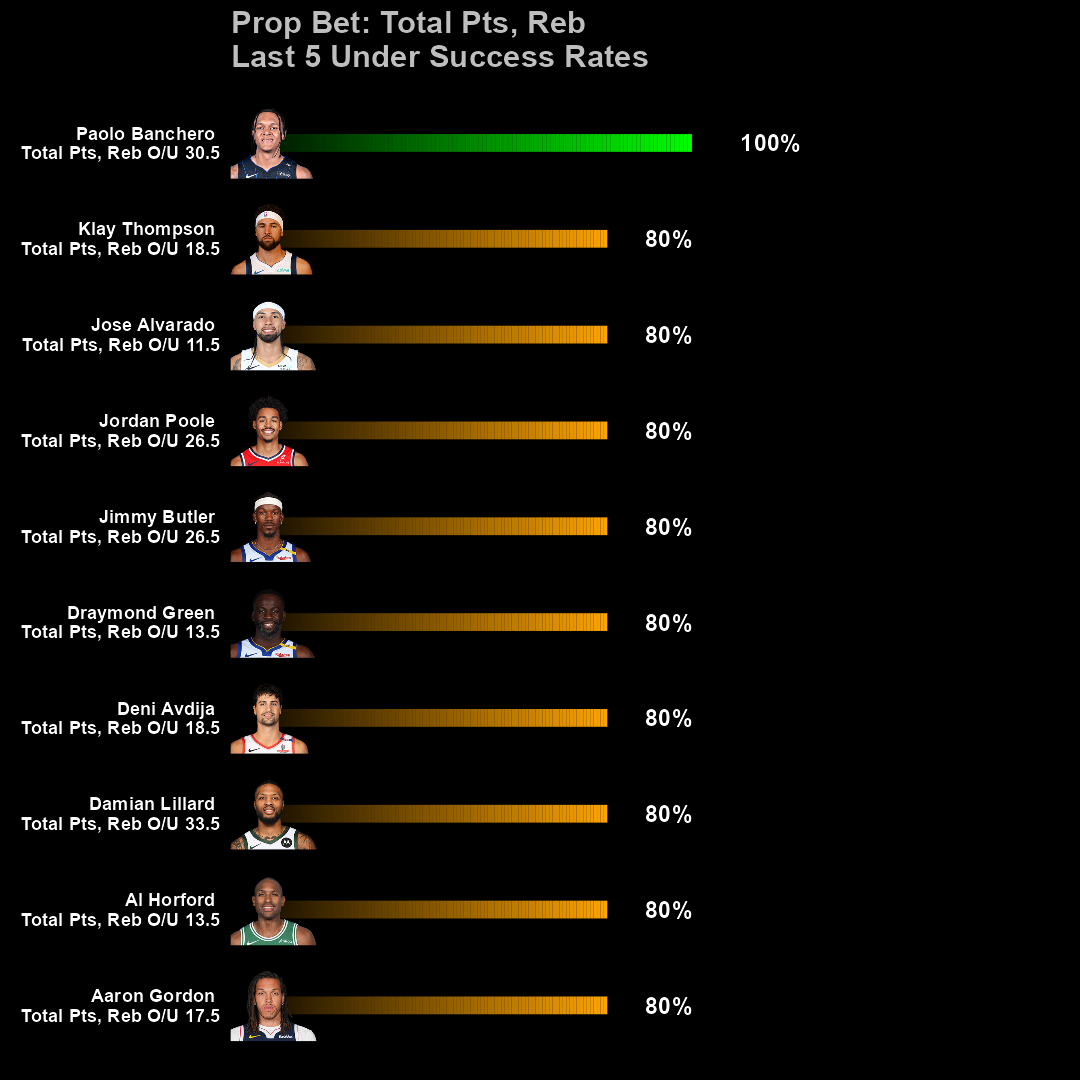 Prop Bet: Total Pts, Reb
Last 5 Under Success Rates
Paolo Banchero
Total Pts, Reb O/U 30.5
100%
Klay Thompson
Total Pts, Reb O/U 18.5
80%
Jose Alvarado
Total Pts, Reb O/U 11.5
80%
Jordan Poole
Total Pts, Reb O/U 26.5
80%
Jimmy Butler
Total Pts, Reb O/U 26.5
80%
Draymond Green
Total Pts, Reb O/U 13.5
80%
Deni Avdija
Total Pts, Reb O/U 18.5
80%
Damian Lillard
Total Pts, Reb O/U 33.5
80%
Al Horford
Total Pts, Reb O/U 13.5
80%
Aaron Gordon
Total Pts, Reb O/U 17.5
80%